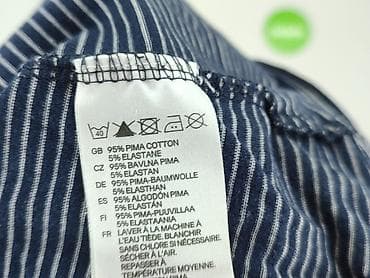 40
GB 95% PIMA COTTON
5% ELASTANE
CZ 95% BAVLNA PIMA
5% ELASTAN
DE 95% PIMA-BAUMWOLLE
5% ELASTHAN
ES 95% ALGODÓN PIMA
5% ELASTÁN
FI 95% PIMA-PUUVILLAA
5% ELASTAANIA
FR LAVER À LA MACHINE À
L'EAU TIÈDE, BLANCHIR
SANS CHLORE SI NÉCESSAIRE
REPASSER À
TEMPÉRATURE MOYENNE
PIMA